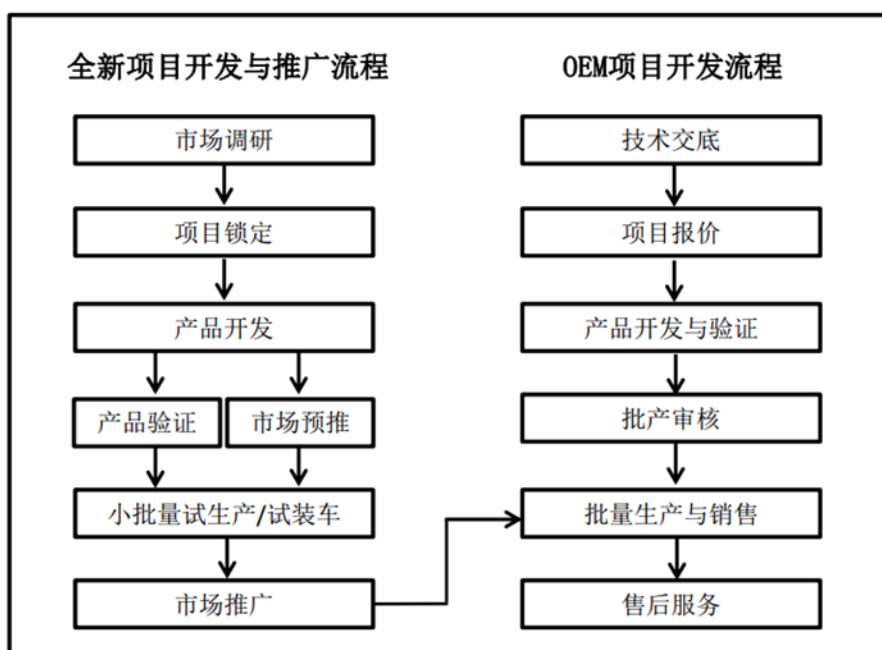 全新项目开发与推广流程
市场调研
项目锁定
产品开发
产品验证
市场预推
小批量试生产/试装车
市场推广
OEM项目开发流程
技术交底
项目报价
产品开发与验证
批产审核
批量生产与销售
售后服务